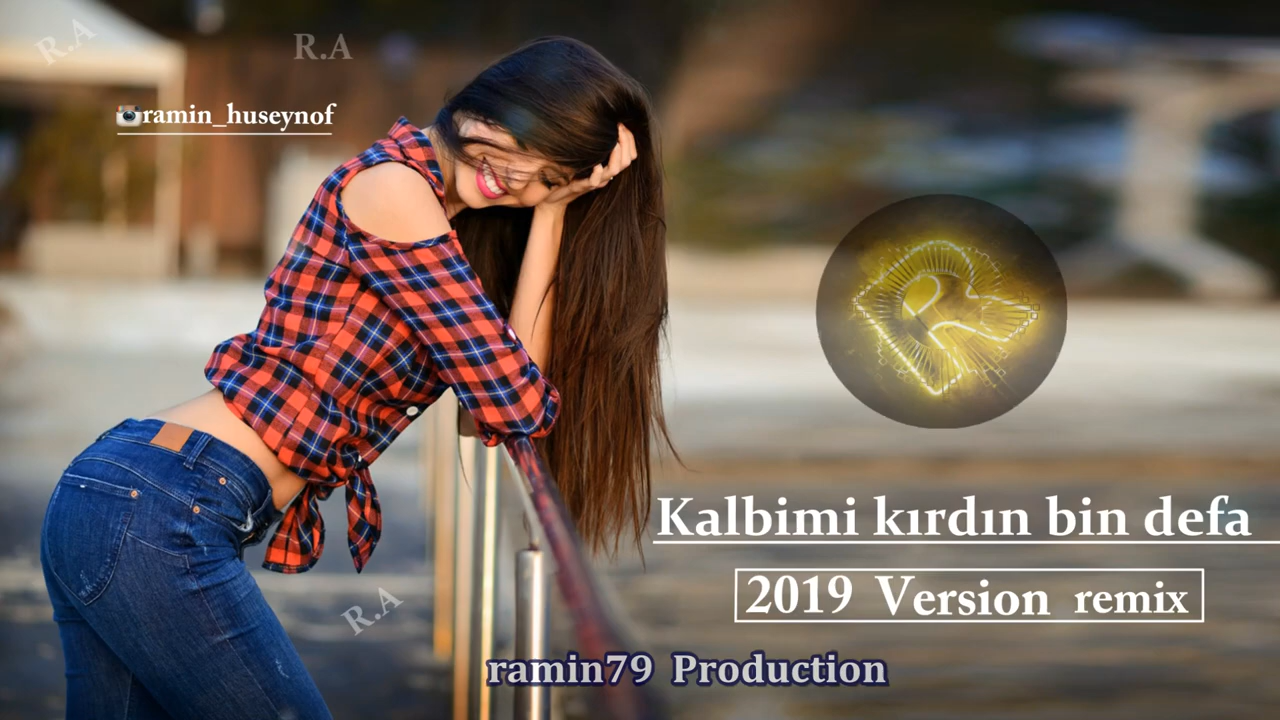 R.A
R.A
ramin_huseynof
Kalbimi kırdın bin defa
2019 Version remix
R.A
ramin79 Production